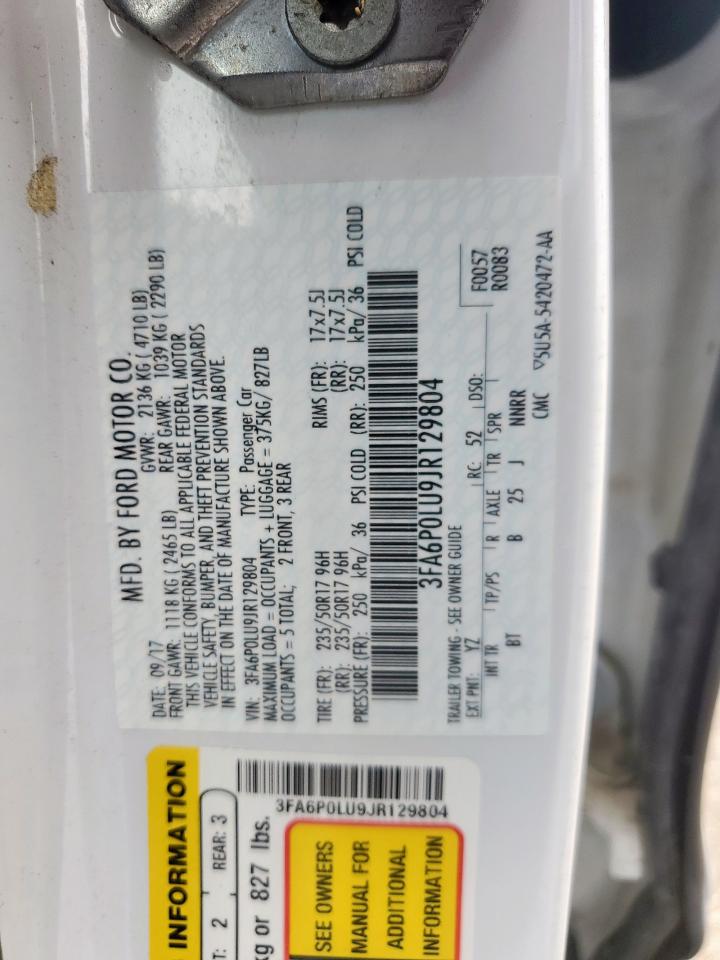 MFD. BY FORD MOTOR CO.
DATE: 09/17 GVWR: 2136 KG ( 4710 LB)
FRONT GAWR: 1118 KG ( 2465 LB) REAR GAWR: 1039 KG ( 2290 LB)
THIS VEHICLE CONFORMS TO ALL APPLICABLE FEDERAL MOTOR
VEHICLE SAFETY, BUMPER, AND THEFT PREVENTION STANDARDS
IN EFFECT ON THE DATE OF MANUFACTURE SHOWN ABOVE.
VIN: 3FA6P0LU9JR129804 TYPE: Passenger Car
MAXIMUM LOAD = OCCUPANTS + LUGGAGE = 375KG/ 827LB
OCCUPANTS = 5 TOTAL; 2 FRONT, 3 REAR
TIRE (FR): 235/50R17 96H RIMS (FR): 17x7.5J
(RR): 235/50R17 96H (RR): 17x7.5J
PRESSURE (FR): 250 kPa/ 36 PSI COLD (RR): 250 kPa/ 36 PSI COLD
3FA6P0LU9JR129804
TRAILER TOWING - SEE OWNER GUIDE F0057
EXT PNT: YZ RC: 52 DSO: R0083
INT TR TP/PS R AXLE TR SPR
BT B 25 J NNRR
CMC ▽5U5A-5420472-AA
INFORMATION
T: 2 REAR: 3
kg or 827 lbs.
3FA6P0LU9JR129804
SEE OWNERS
MANUAL FOR
ADDITIONAL
INFORMATION